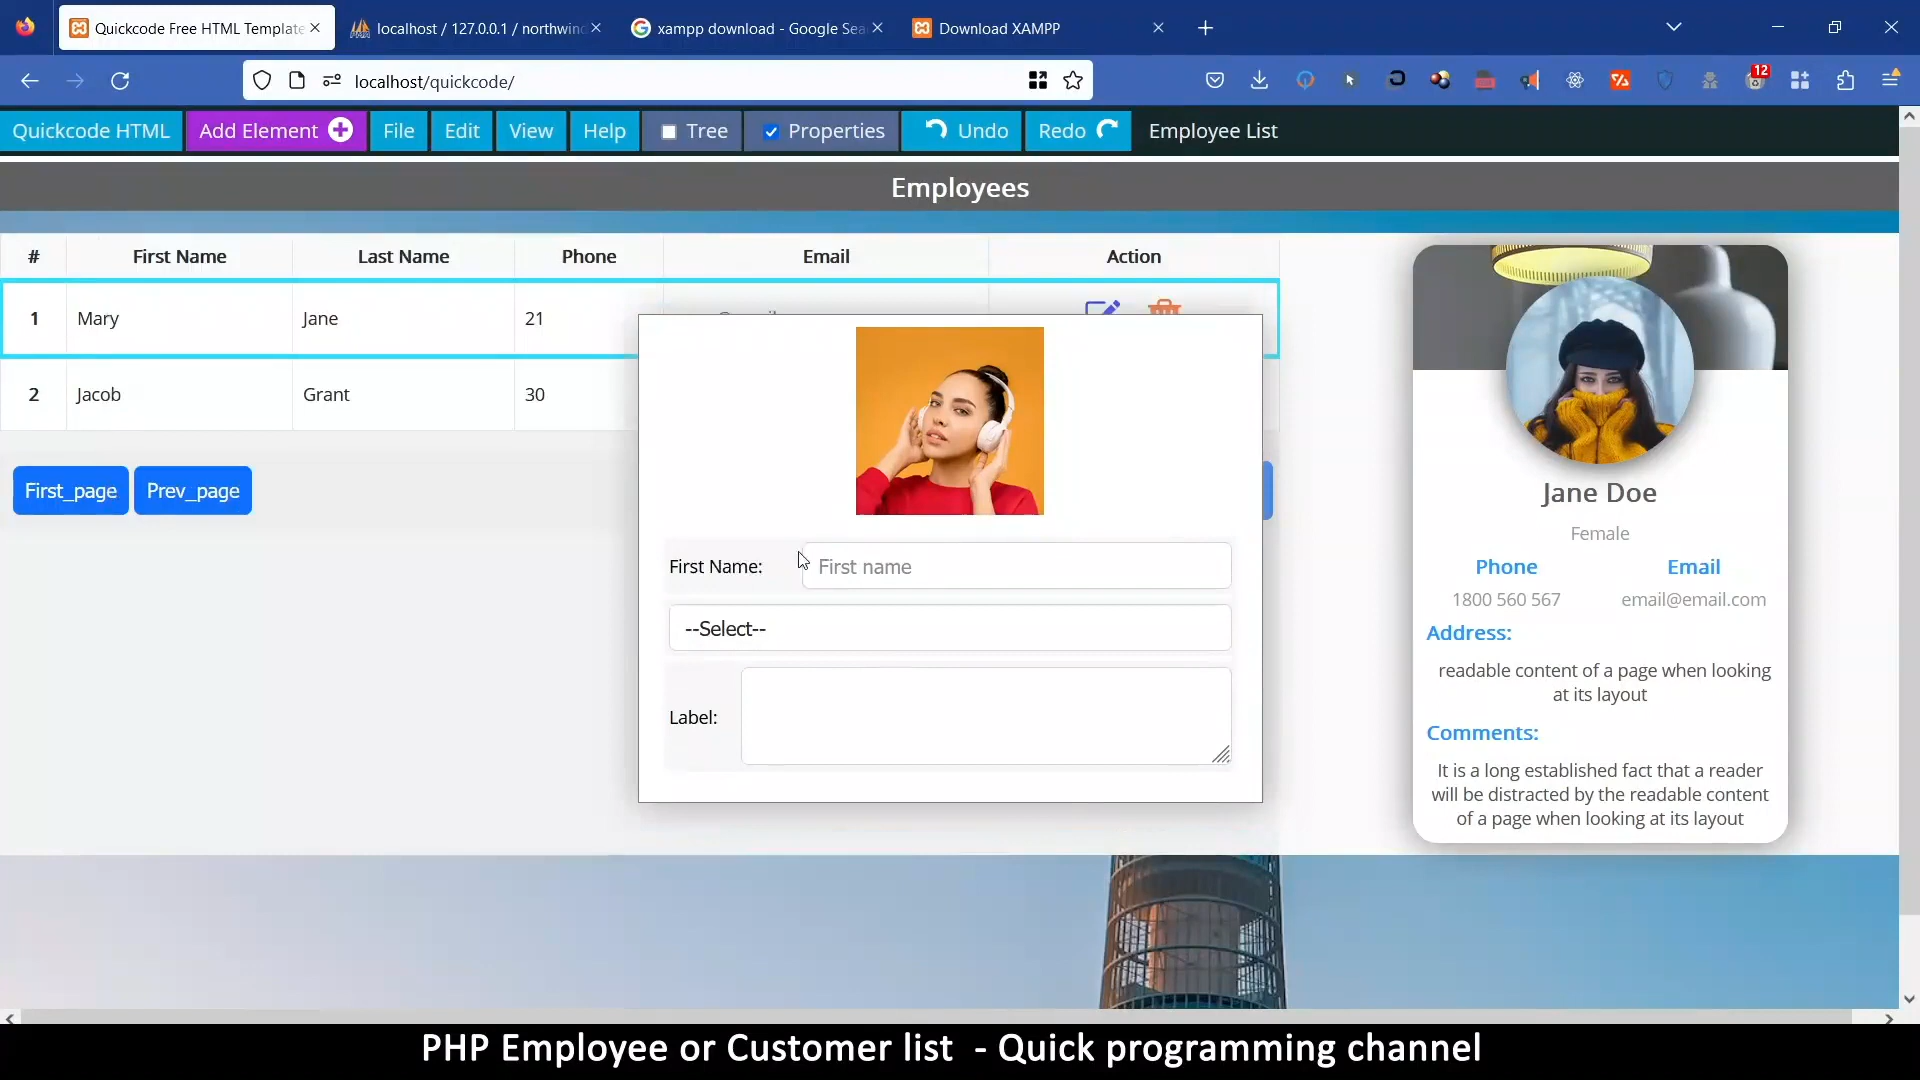 Quickcode Free HTML Template
localhost / 127.0.0.1 / northwind
xampp download - Google Sea
Download XAMPP
localhost/quickcode/
12
Quickcode HTML
Add Element
File
Edit
View
Help
Tree
Properties
Undo
Redo
Employee List
Employees
# First Name Last Name Phone Email Action
1 Mary Jane 21
2 Jacob Grant 30
First_page
Prev_page
First Name:
First name
--Select--
Label:
Jane Doe
Female
Phone Email
1800 560 567 email@email.com
Address:
readable content of a page when looking
at its layout
Comments:
It is a long established fact that a reader
will be distracted by the readable content
of a page when looking at its layout
PHP Employee or Customer list - Quick programming channel